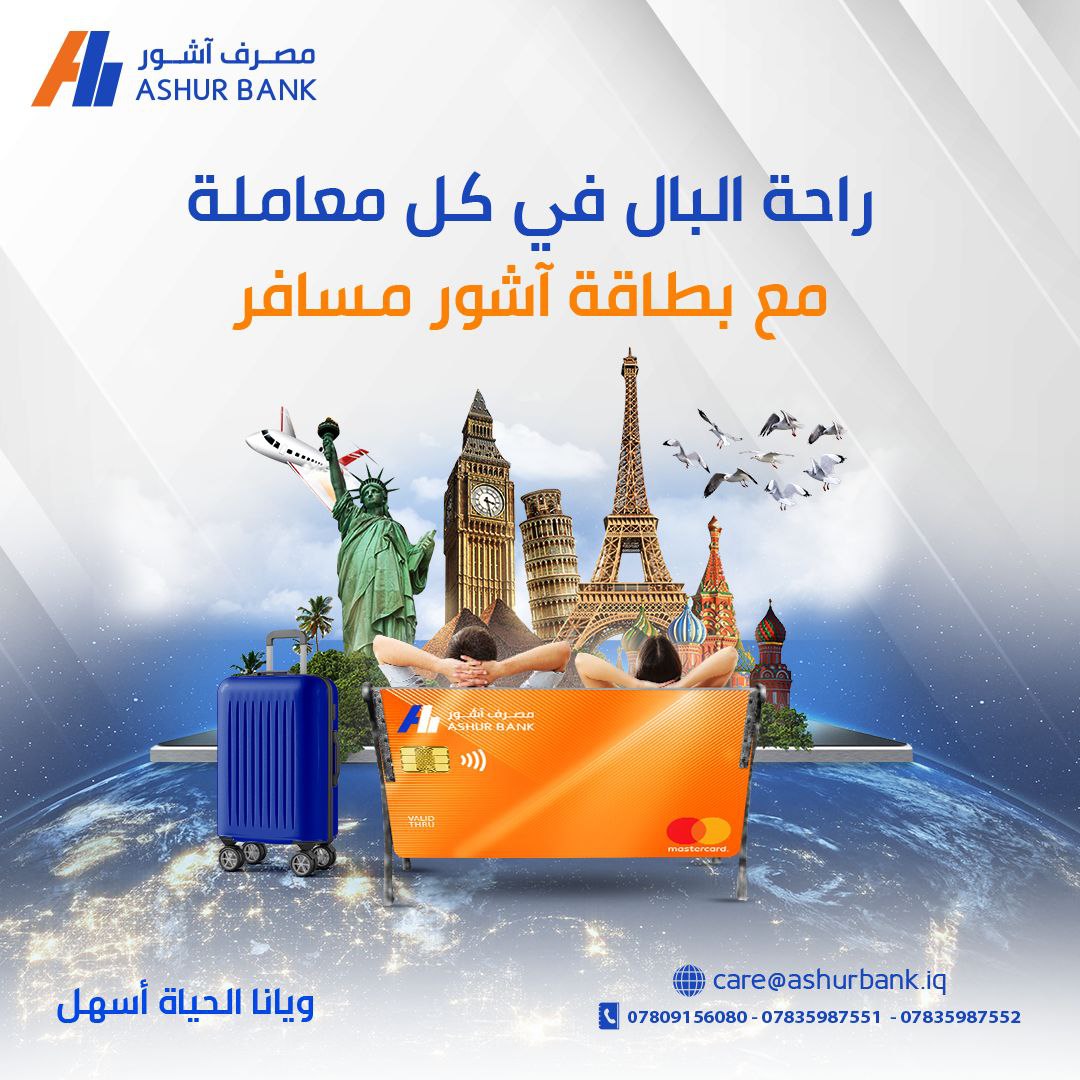 مصرف آشور
ASHUR BANK
راحة البال في كل معاملة
مع بطاقة آشور مسافر
مصرف آشور
ASHUR BANK
VALID
THRU
mastercard.
care@ashurbank.iq
ويانا الحياة أسهل
07809156080 - 07835987551 - 07835987552